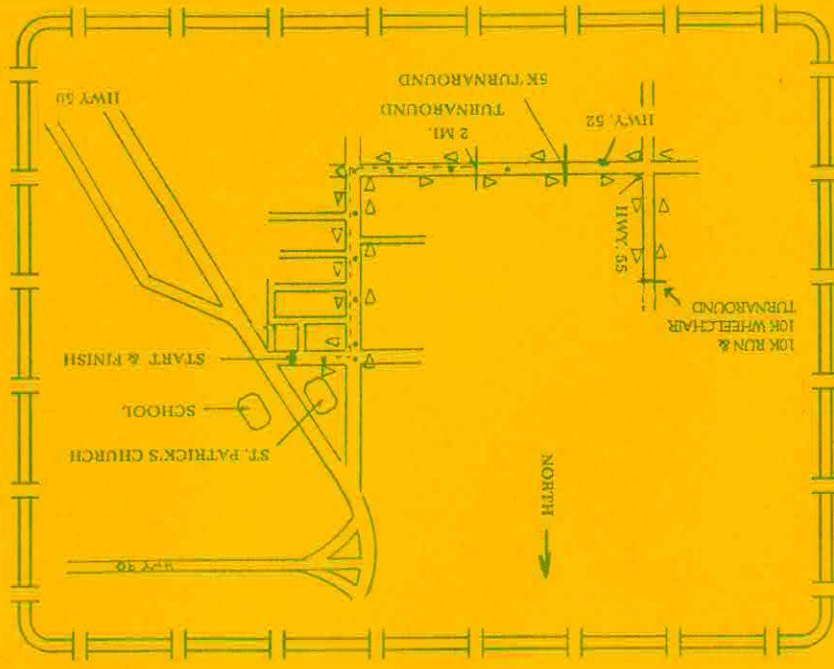 HWY
NORTH
ST. PATRICK'S CHURCH
SCHOOL
START & FINISH
10K RUN &
10K WHEELCHAIR
TURNAROUND
HWY. 55
HWY. 52
2 MI.
TURNAROUND
5K TURNAROUND
HWY